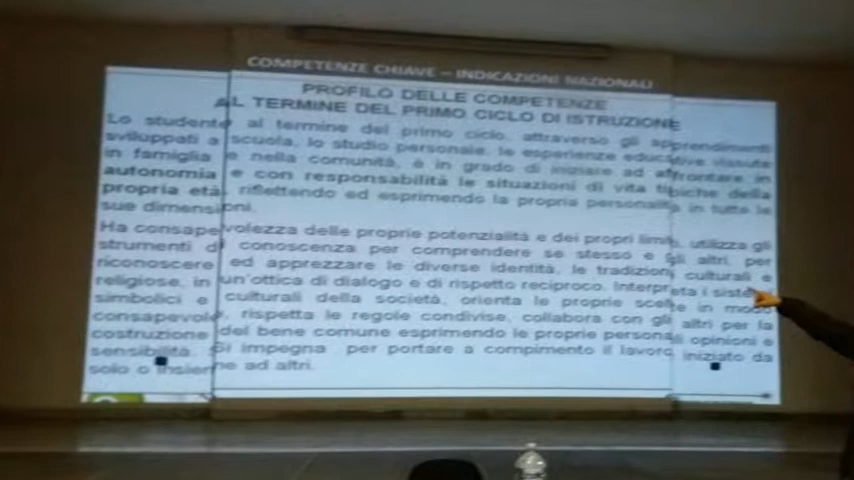 COMPETENZE CHIAVE – INDICAZIONI NAZIONALI
PROFILO DELLE COMPETENZE
AL TERMINE DEL PRIMO CICLO DI ISTRUZIONE
Lo studente al termine del primo ciclo, attraverso gli apprendimenti
sviluppati a scuola, lo studio personale, le esperienze educative vissute
in famiglia e nella comunità, è in grado di iniziare ad affrontare in
autonomia e con responsabilità le situazioni di vita tipiche della
propria età, riflettendo ed esprimendo la propria personalità in tutte le
sue dimensioni.
Ha consapevolezza delle proprie potenzialità e dei propri limiti, utilizza gli
strumenti di conoscenza per comprendere se stesso e gli altri, per
riconoscere ed apprezzare le diverse identità, le tradizioni culturali e
religiose, in un'ottica di dialogo e di rispetto reciproco. Interpreta i
simbolici e culturali della società, orienta le proprie scelte in modo
consapevole, rispetta le regole condivise, collabora con gli altri per la
costruzione del bene comune esprimendo le proprie personali opinioni e
sensibilità. Si impegna per portare a compimento il lavoro iniziato da
solo o insieme ad altri.